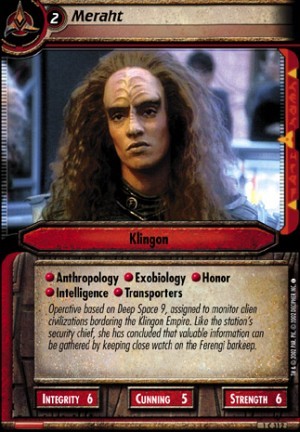 2 Meraht
Klingon
Anthropology Exobiology Honor
Intelligence Transporters
Operative based on Deep Space 9, assigned to monitor clien
civilizations bordering the Klingon Empire. Like the station's
security chief, she has concluded that valuable information can
be gathered by keeping close watch on the Ferengi barkeep.
INTEGRITY 6 CUNNING 5 STRENGTH 6